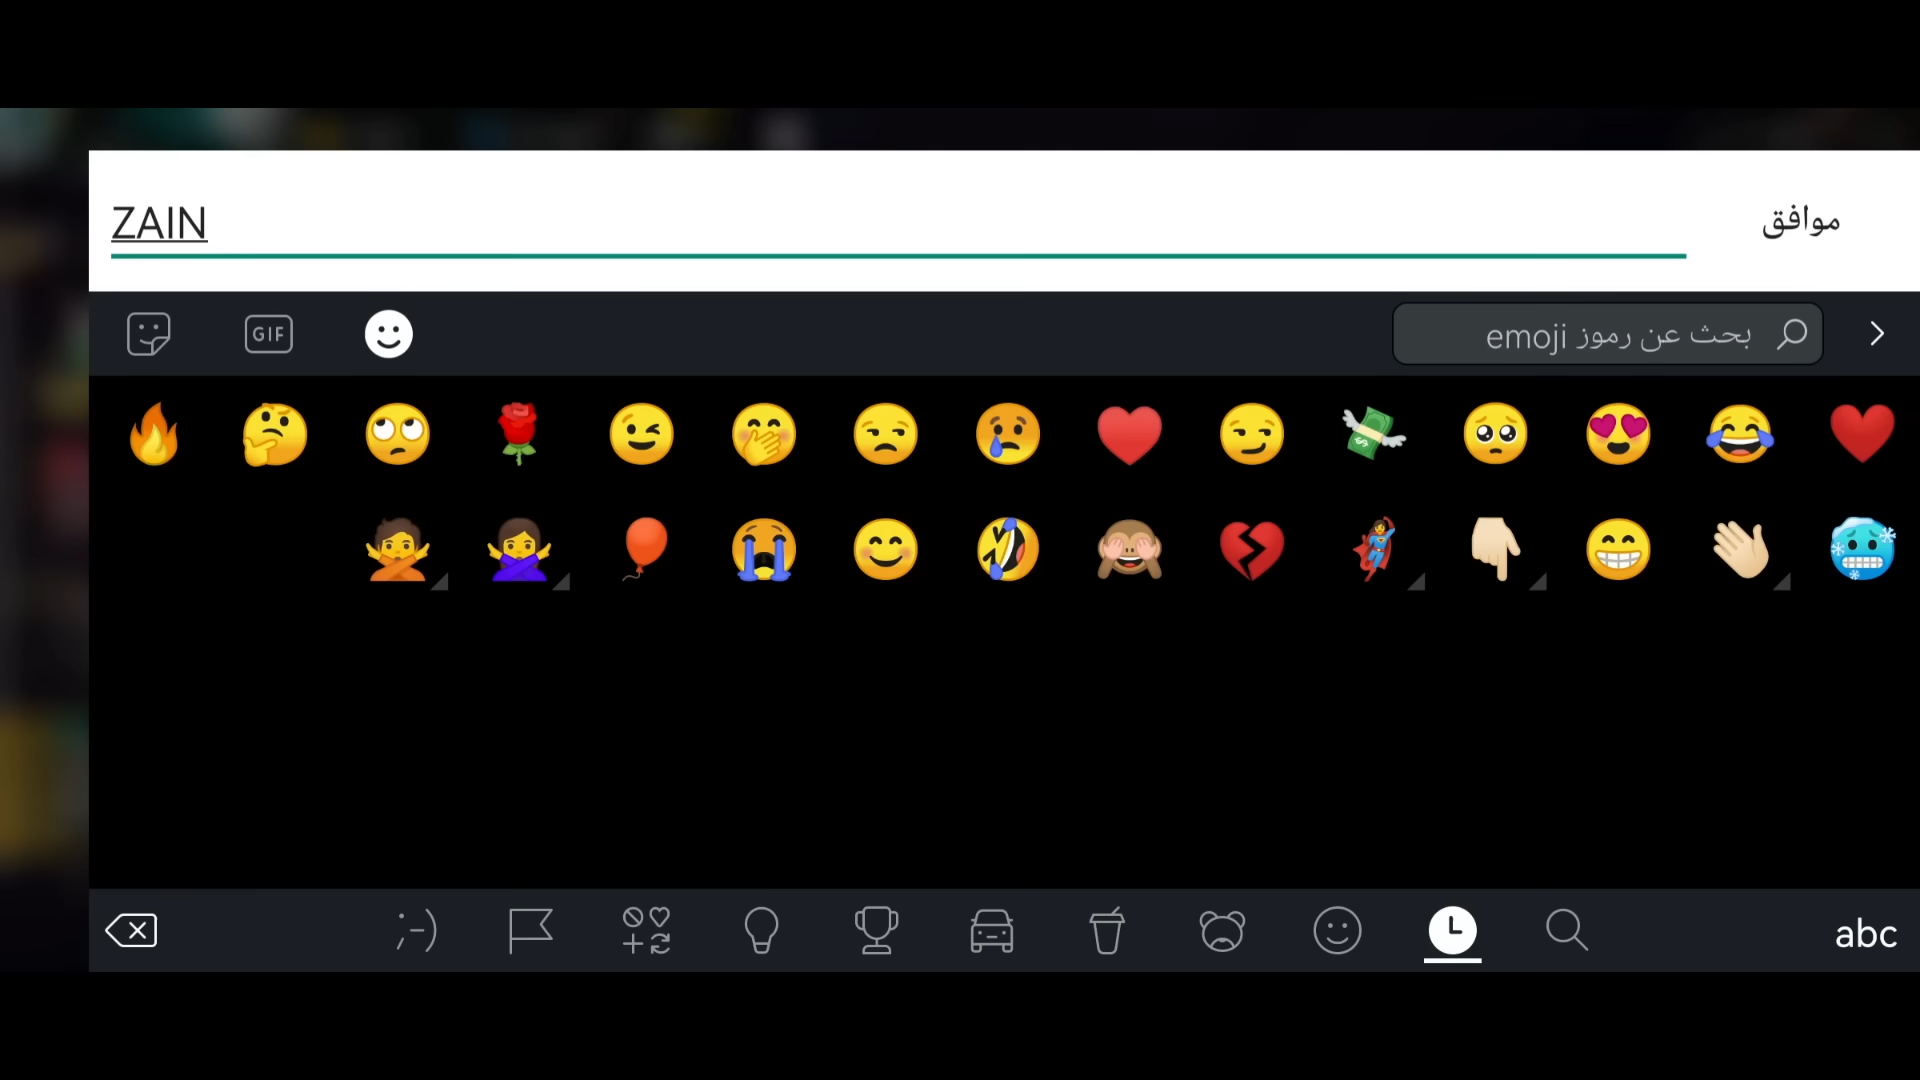 ZAIN
موافق
GIF
بحث عن رموز emoji
;-)
abc